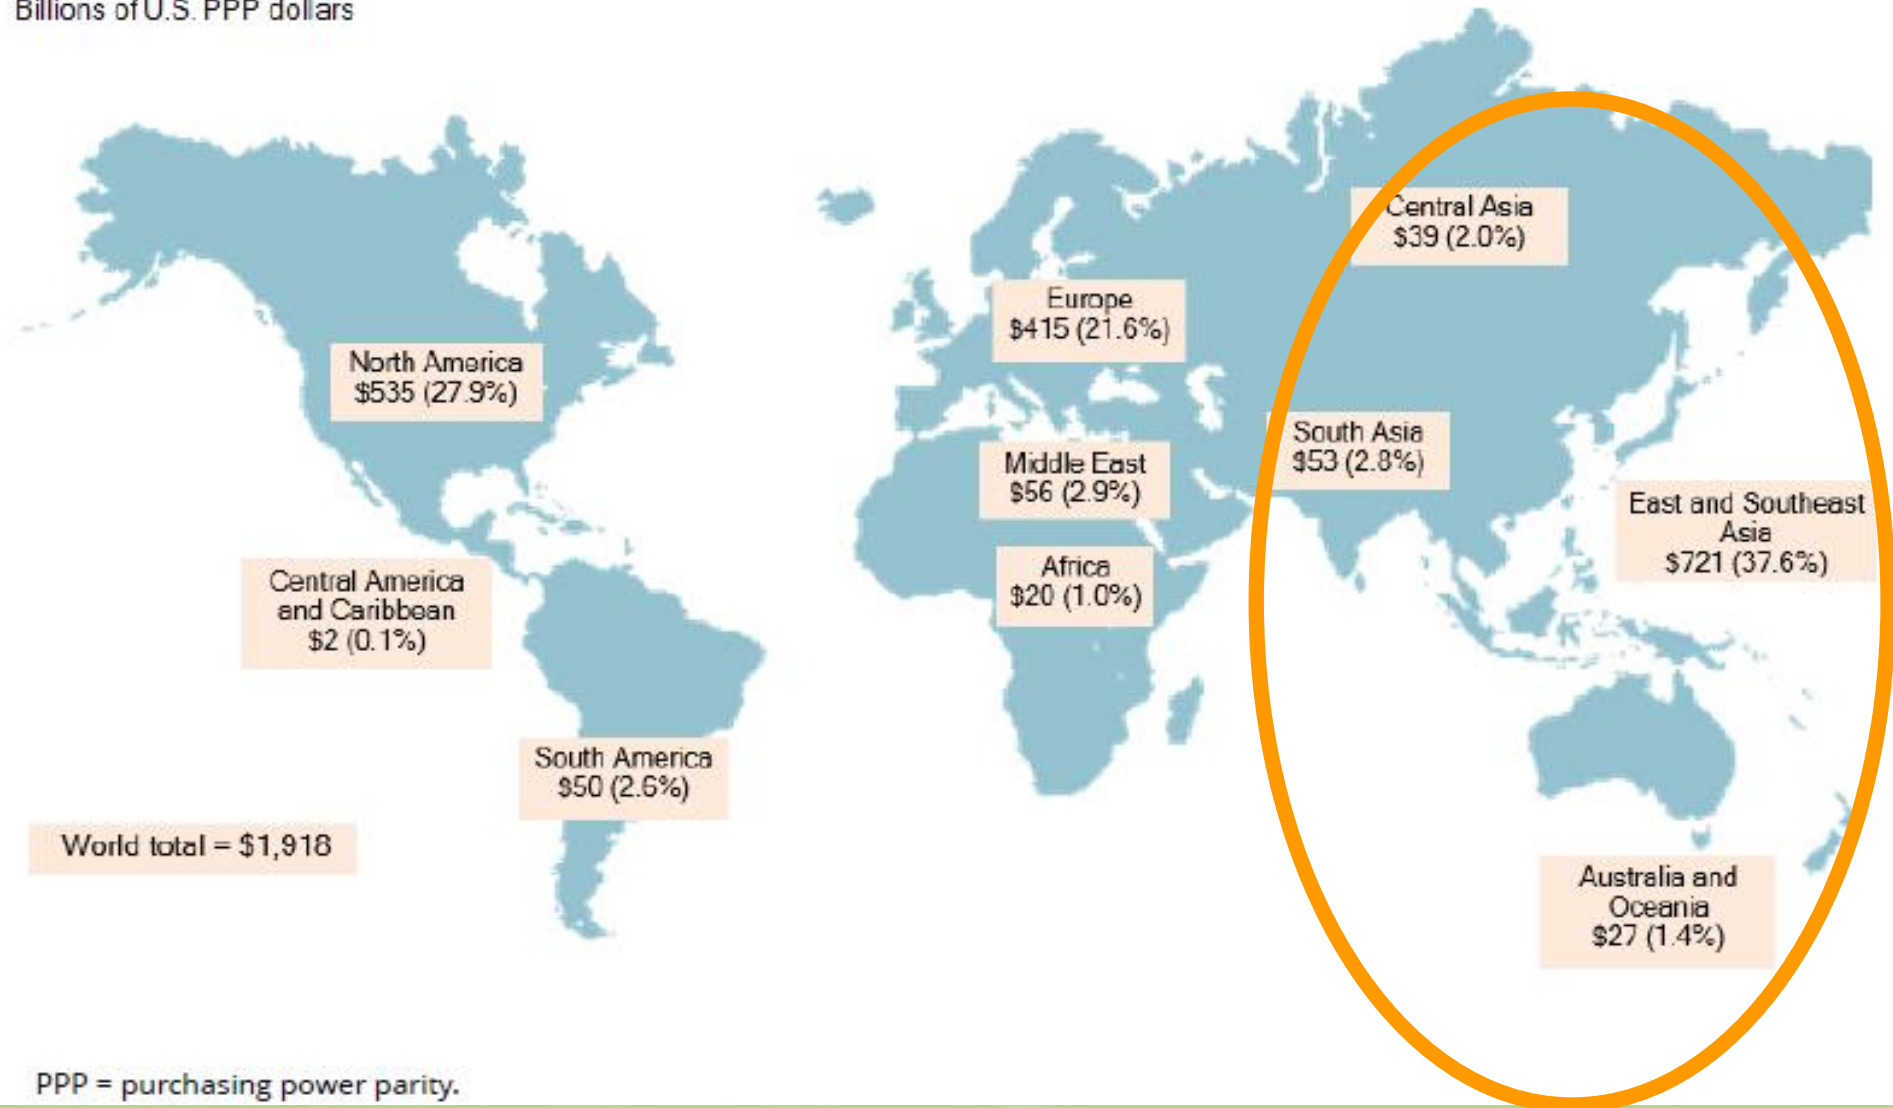 Billions of U.S. PPP dollars
Central Asia
$39 (2.0%)
Europe
$415 (21.6%)
North America
$535 (27.9%)
South Asia
$53 (2.8%)
Middle East
$56 (2.9%)
East and Southeast
Asia
$721 (37.6%)
Africa
$20 (1.0%)
Central America
and Caribbean
$2 (0.1%)
South America
$50 (2.6%)
World total = $1,918
Australia and
Oceania
$27 (1.4%)
PPP = purchasing power parity.